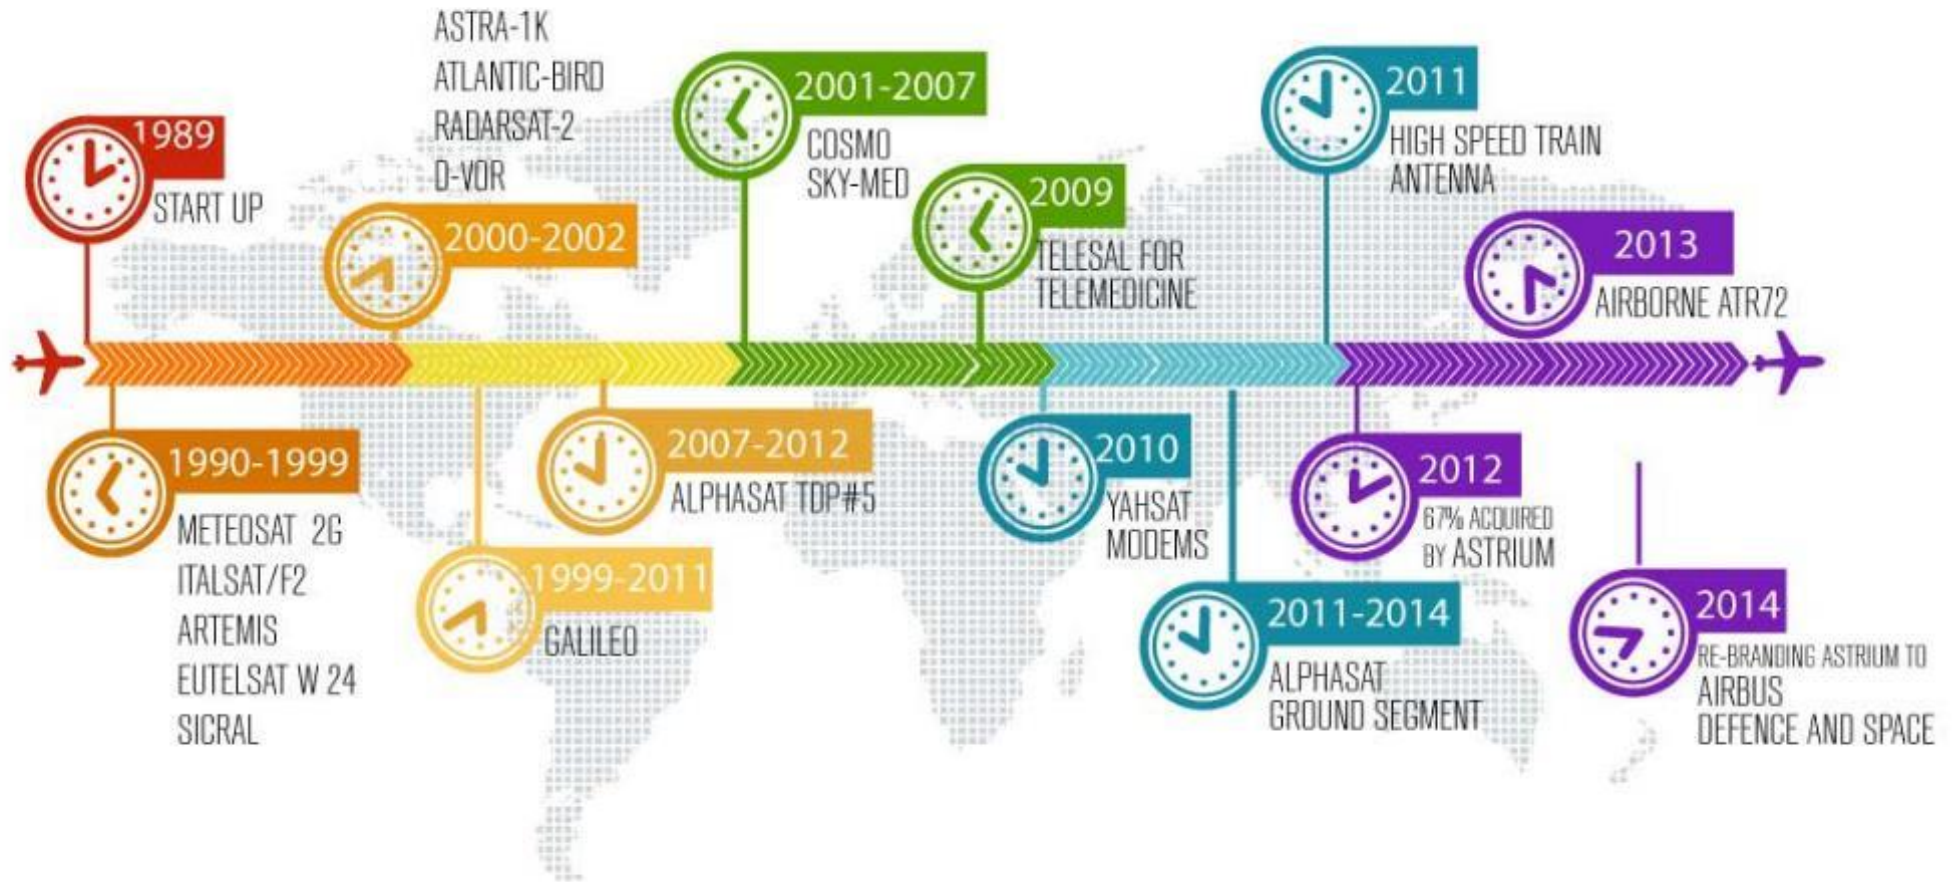 1989
START UP
1990-1999
METEOSAT 2G
ITALSAT/F2
ARTEMIS
EUTELSAT W 24
SICRAL
ASTRA-1K
ATLANTIC-BIRD
RADARSAT-2
D-VOR
2000-2002
1999-2011
GALILEO
2007-2012
ALPHASAT TDP#5
2001-2007
COSMO
SKY-MED
2009
TELESAL FOR
TELEMEDICINE
2010
YAHSAT
MODEMS
2011-2014
ALPHASAT
GROUND SEGMENT
2011
HIGH SPEED TRAIN
ANTENNA
2012
67% ACQUIRED
BY ASTRIUM
2013
AIRBORNE ATR72
2014
RE-BRANDING ASTRIUM TO
AIRBUS
DEFENCE AND SPACE